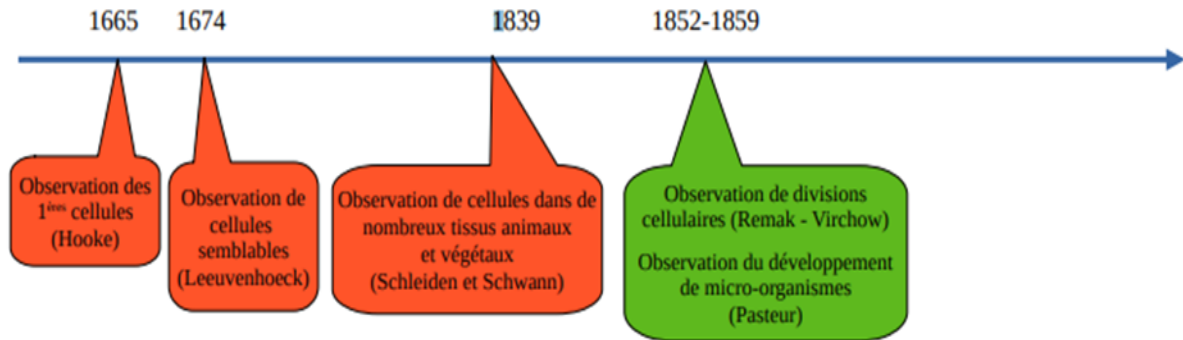 1665
1674
1839
1852-1859
Observation des
1ères cellules
(Hooke)
Observation de
cellules
semblables
(Leeuvenhoeck)
Observation de cellules dans de
nombreux tissus animaux
et végétaux
(Schleiden et Schwann)
Observation de divisions
cellulaires (Remak - Virchow)
Observation du développement
de micro-organismes
(Pasteur)